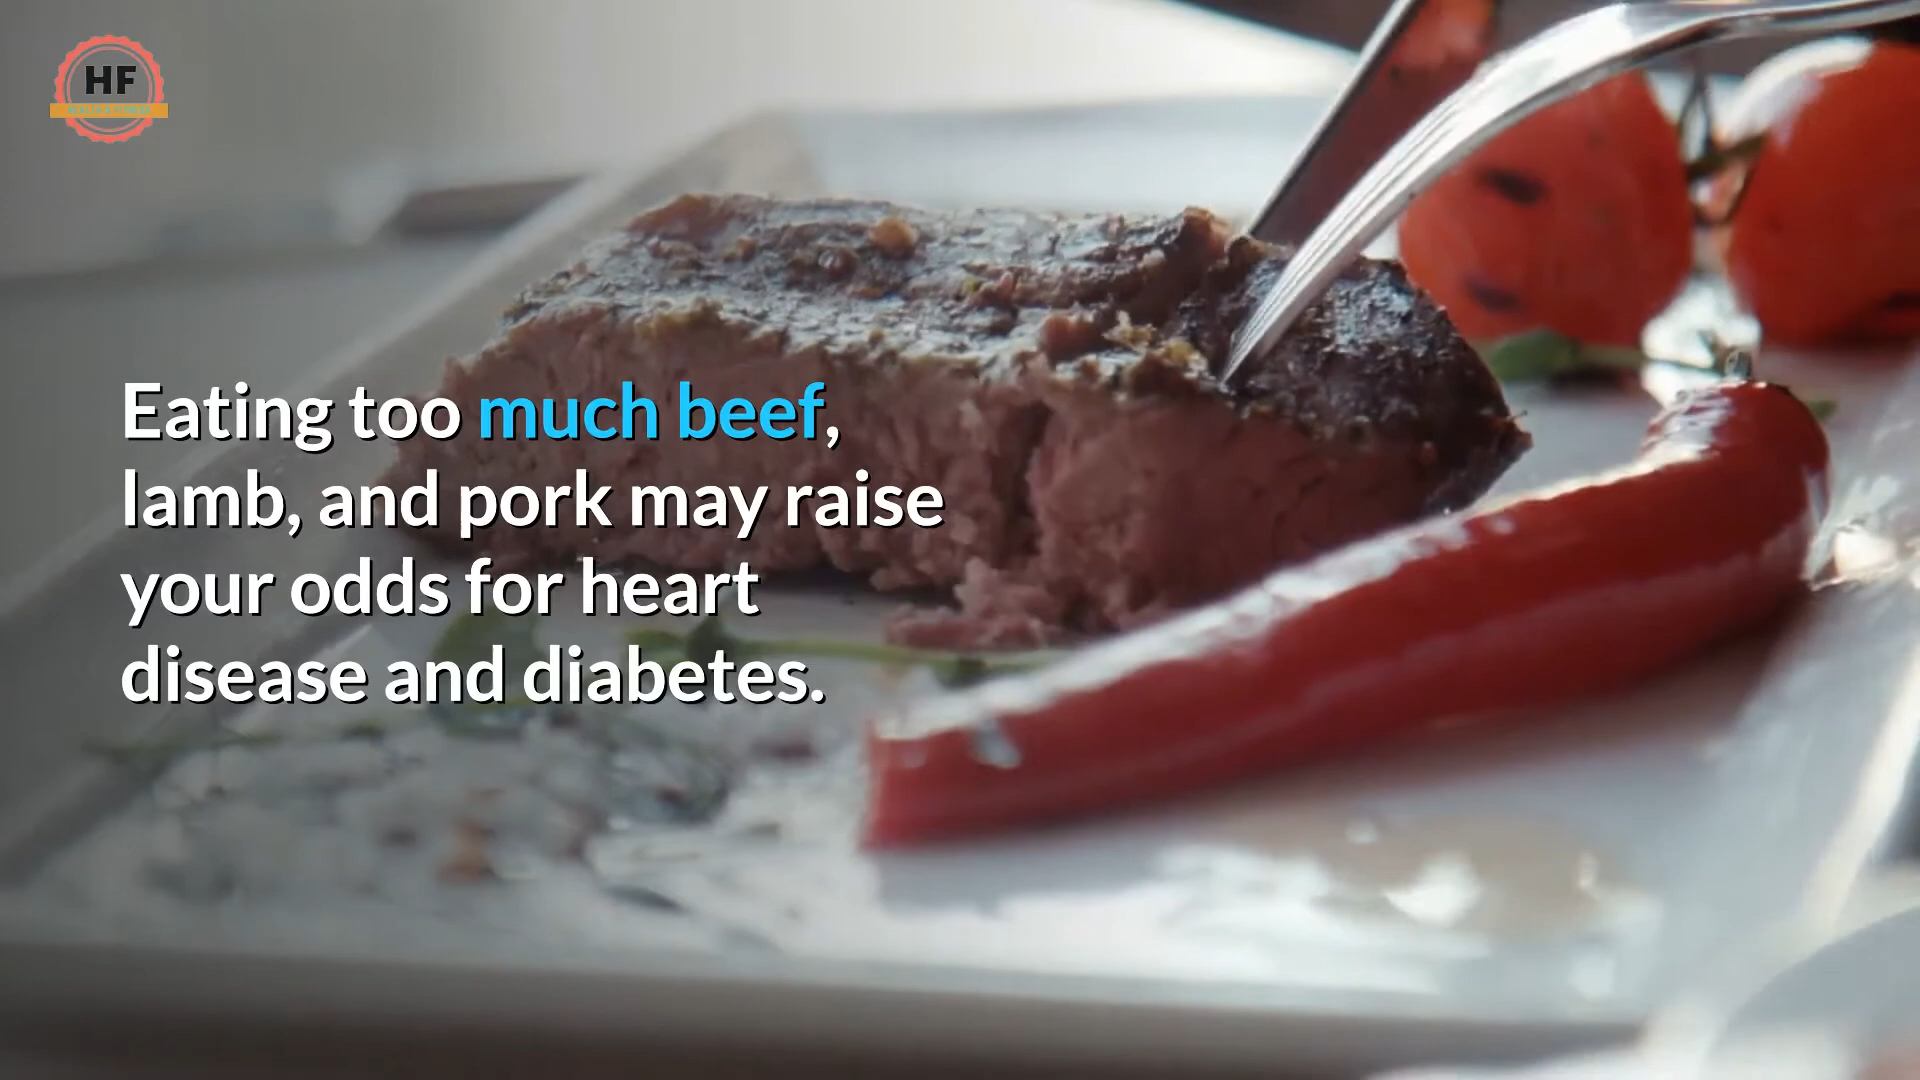 HF
Eating too much beef,
lamb, and pork may raise
your odds for heart
disease and diabetes.